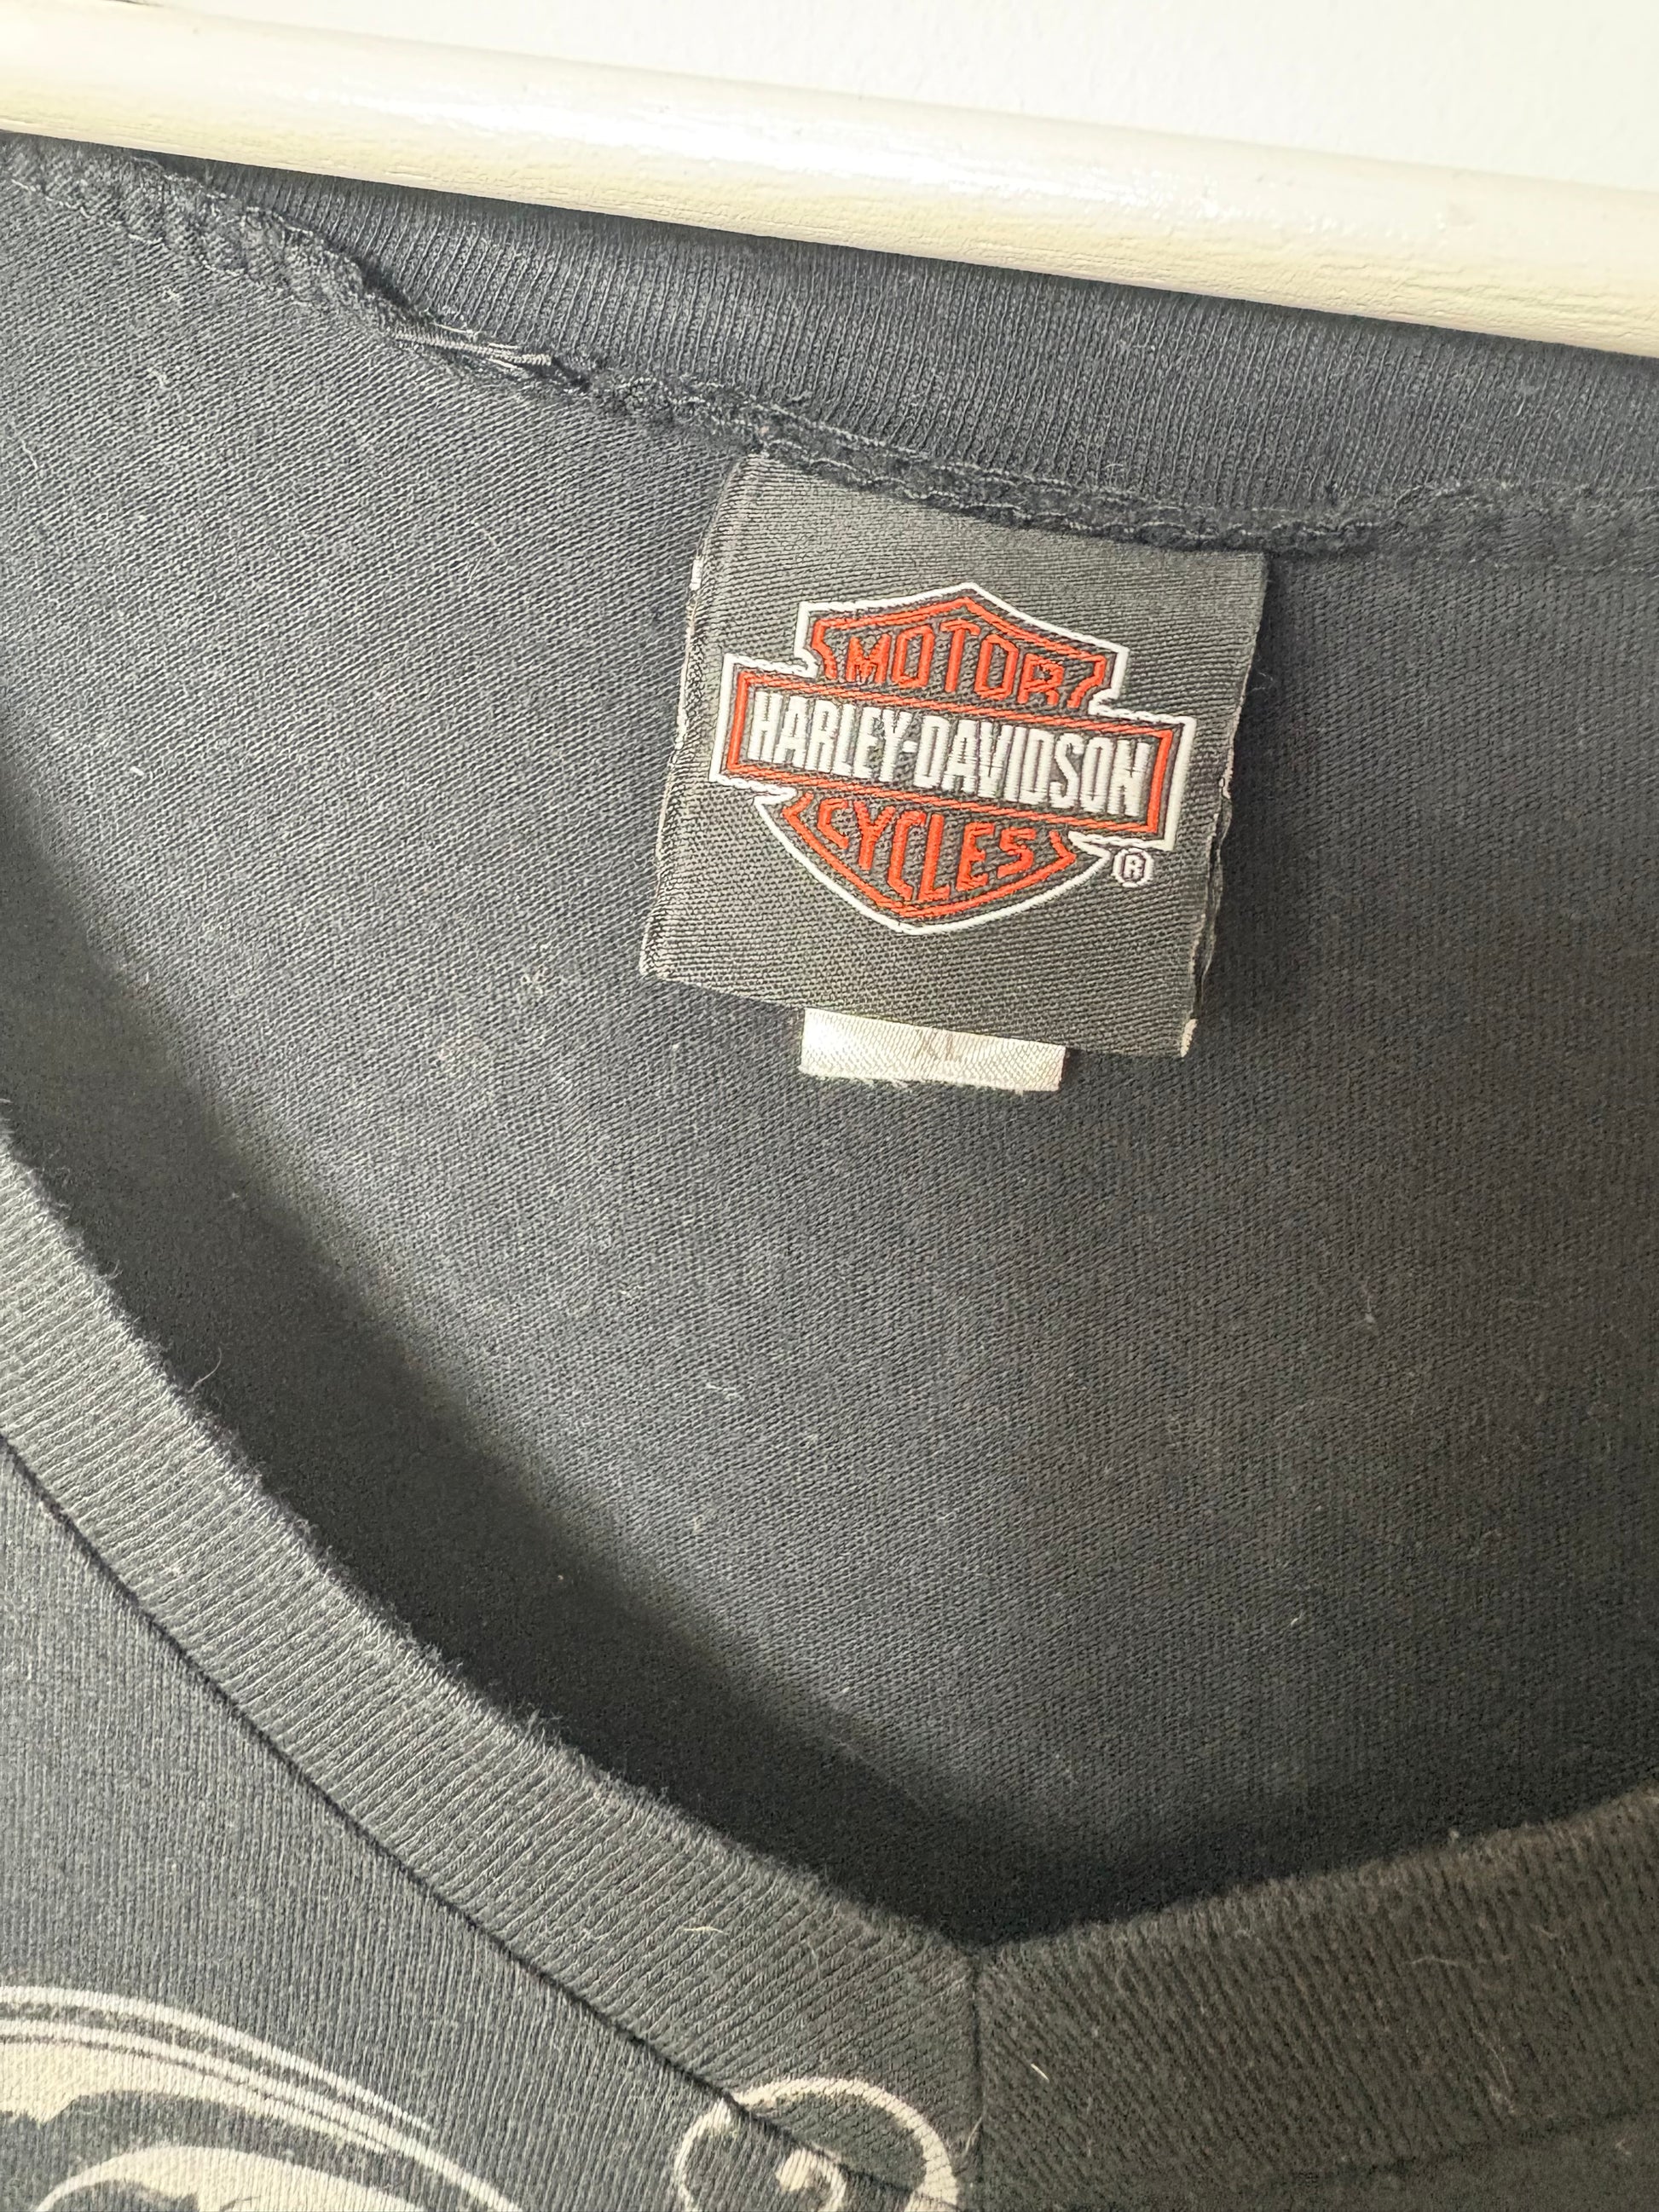 MOTOR
HARLEY-DAVIDSON
CYCLES
®
XL